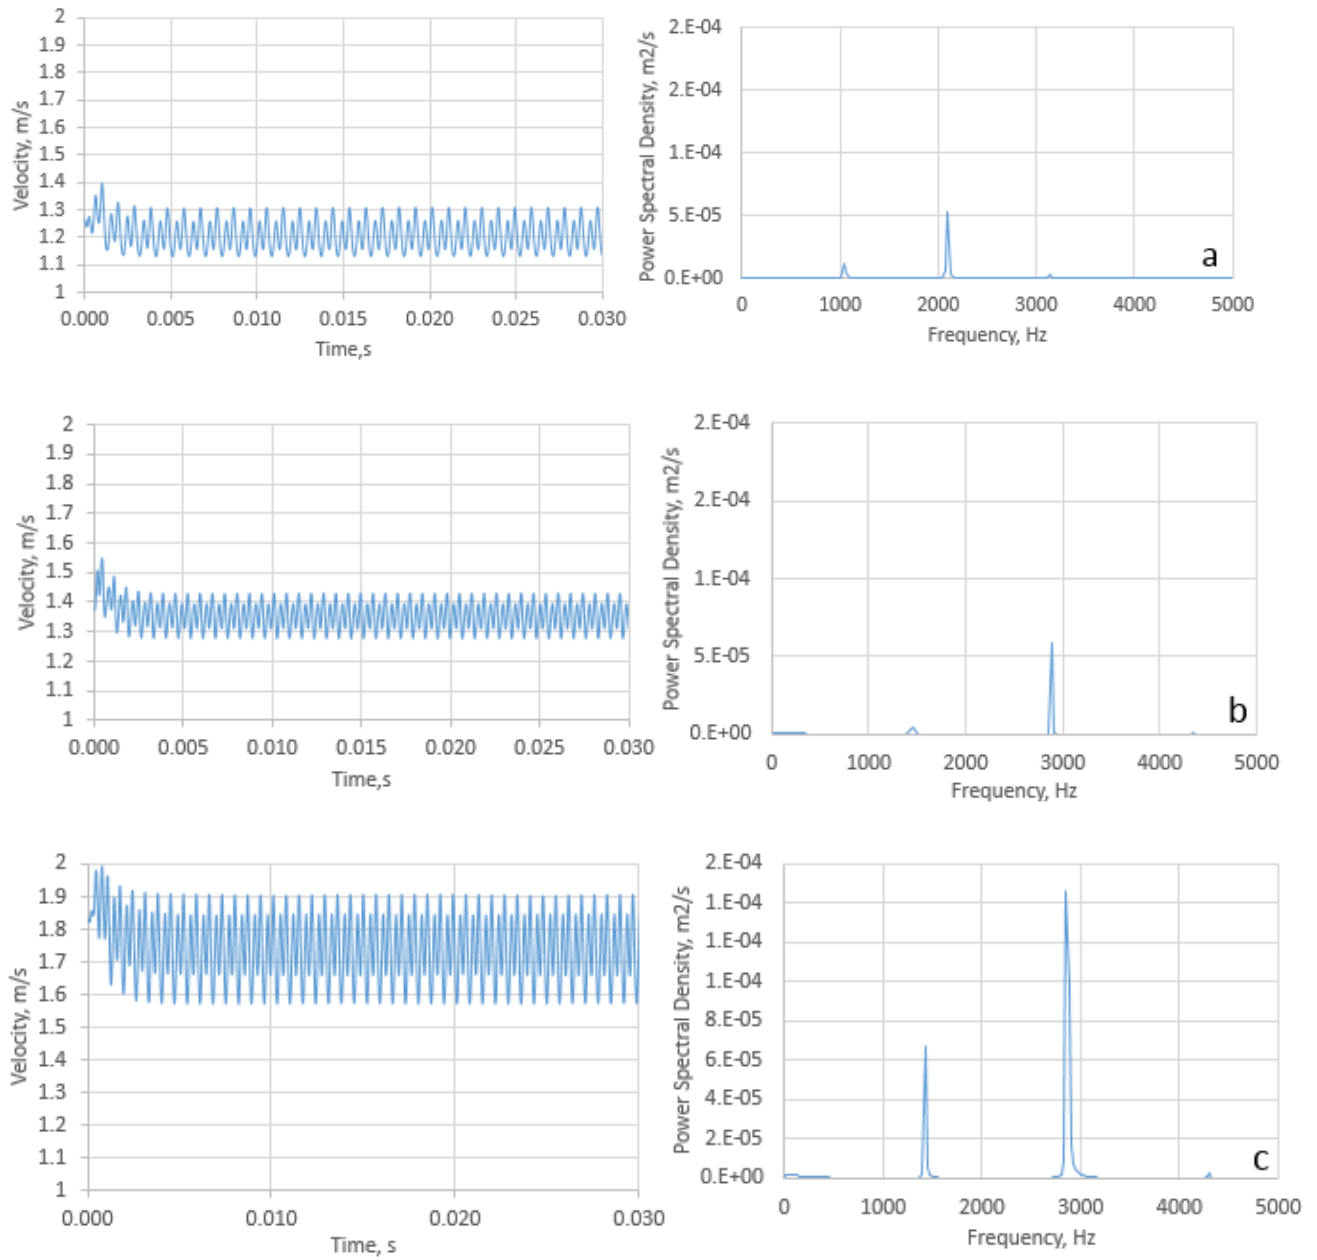 2
1.9
1.8
1.7
1.6
1.5
1.4
1.3
1.2
1.1
1
Velocity, m/s
0.000 0.005 0.010 0.015 0.020 0.025 0.030
Time,s
2.E-04
2.E-04
1.E-04
5.E-05
0.E+00
Power Spectral Density, m2/s
a
0 1000 2000 3000 4000 5000
Frequency, Hz
2
1.9
1.8
1.7
1.6
1.5
1.4
1.3
1.2
1.1
1
Velocity, m/s
0.000 0.005 0.010 0.015 0.020 0.025 0.030
Time,s
2.E-04
2.E-04
1.E-04
5.E-05
0.E+00
Power Spectral Density, m2/s
b
0 1000 2000 3000 4000 5000
Frequency, Hz
2
1.9
1.8
1.7
1.6
1.5
1.4
1.3
1.2
1.1
1
Velocity, m/s
0.000 0.010 0.020 0.030
Time, s
2.E-04
1.E-04
1.E-04
1.E-04
8.E-05
6.E-05
4.E-05
2.E-05
0.E+00
Power Spectral Density, m2/s
c
0 1000 2000 3000 4000 5000
Frequency, Hz